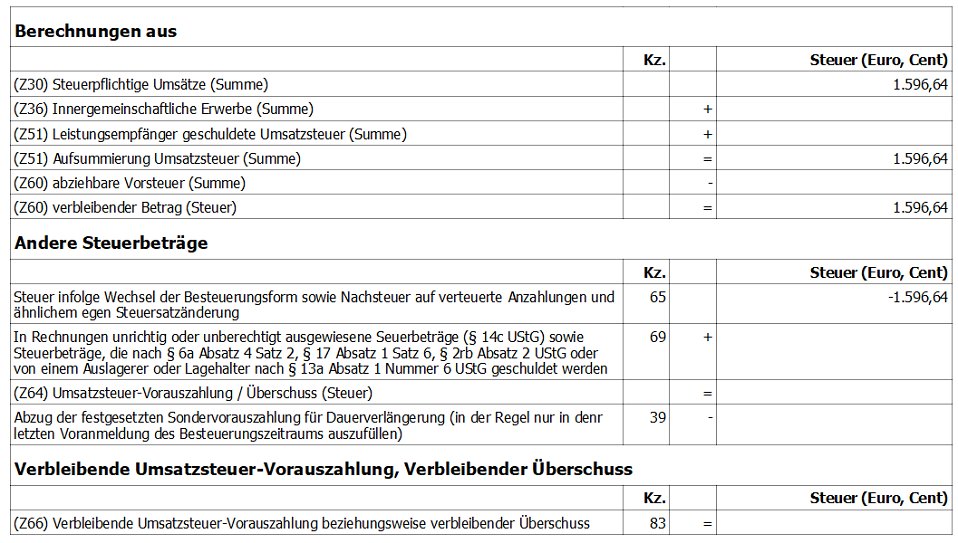 Berechnungen aus
Kz. Steuer (Euro, Cent)
(Z30) Steuerpflichtige Umsätze (Summe) 1.596,64
(Z36) Innergemeinschaftliche Erwerbe (Summe) +
(Z51) Leistungsempfänger geschuldete Umsatzsteuer (Summe) +
(Z51) Aufsummierung Umsatzsteuer (Summe) = 1.596,64
(Z60) abziehbare Vorsteuer (Summe) -
(Z60) verbleibender Betrag (Steuer) = 1.596,64
Andere Steuerbeträge
Kz. Steuer (Euro, Cent)
Steuer infolge Wechsel der Besteuerungsform sowie Nachsteuer auf verteuerte Anzahlungen und 65 -1.596,64
ähnlichem egen Steuersatzänderung
In Rechnungen unrichtig oder unberechtigt ausgewiesene Seuerbeträge (§ 14c UStG) sowie 69 +
Steuerbeträge, die nach § 6a Absatz 4 Satz 2, § 17 Absatz 1 Satz 6, § 2rb Absatz 2 UStG oder
von einem Auslagerer oder Lagehalter nach § 13a Absatz 1 Nummer 6 UStG geschuldet werden
(Z64) Umsatzsteuer-Vorauszahlung / Überschuss (Steuer) =
Abzug der festgesetzten Sondervorauszahlung für Dauerverlängerung (in der Regel nur in denr 39 -
letzten Voranmeldung des Besteuerungszeitraums auszufüllen)
Verbleibende Umsatzsteuer-Vorauszahlung, Verbleibender Überschuss
Kz. Steuer (Euro, Cent)
(Z66) Verbleibende Umsatzsteuer-Vorauszahlung beziehungsweise verbleibender Überschuss 83 =